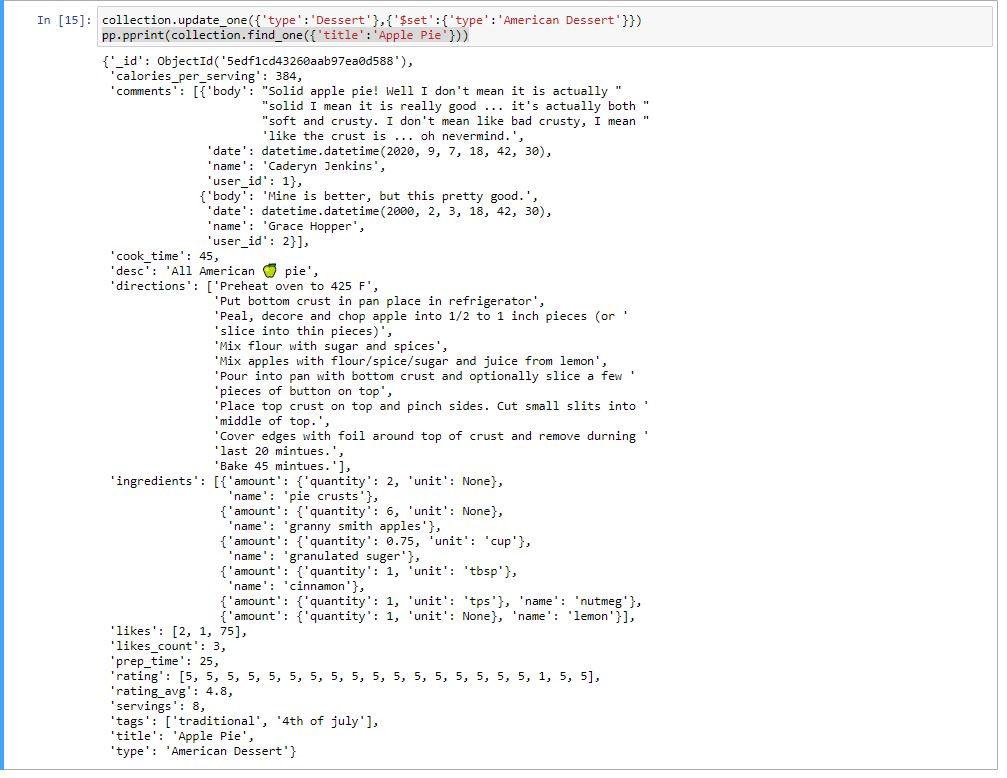 In [15]: collection.update_one({'type':'Dessert'},{'$set':{'type':'American Dessert'}})
pp.pprint(collection.find_one({'title':'Apple Pie'}))
{'_id': ObjectId('5edf1cd43260aab97ea0d588'),
'calories_per_serving': 384,
'comments': [{'body': "Solid apple pie! Well I don't mean it is actually "
"solid I mean it is really good ... it's actually both "
"soft and crusty. I don't mean like bad crusty, I mean "
'like the crust is ... oh nevermind.',
'date': datetime.datetime(2020, 9, 7, 18, 42, 30),
'name': 'Caderyn Jenkins',
'user_id': 1},
{'body': 'Mine is better, but this pretty good.',
'date': datetime.datetime(2000, 2, 3, 18, 42, 30),
'name': 'Grace Hopper',
'user_id': 2}],
'cook_time': 45,
'desc': 'All American 🍏 pie',
'directions': ['Preheat oven to 425 F',
'Put bottom crust in pan place in refrigerator',
'Peal, decore and chop apple into 1/2 to 1 inch pieces (or '
'slice into thin pieces)',
'Mix flour with sugar and spices',
'Mix apples with flour/spice/sugar and juice from lemon',
'Pour into pan with bottom crust and optionally slice a few '
'pieces of button on top',
'Place top crust on top and pinch sides. Cut small slits into '
'middle of top.',
'Cover edges with foil around top of crust and remove durning '
'last 20 mintues.',
'Bake 45 mintues.'],
'ingredients': [{'amount': {'quantity': 2, 'unit': None},
'name': 'pie crusts'},
{'amount': {'quantity': 6, 'unit': None},
'name': 'granny smith apples'},
{'amount': {'quantity': 0.75, 'unit': 'cup'},
'name': 'granulated suger'},
{'amount': {'quantity': 1, 'unit': 'tbsp'},
'name': 'cinnamon'},
{'amount': {'quantity': 1, 'unit': 'tps'}, 'name': 'nutmeg'},
{'amount': {'quantity': 1, 'unit': None}, 'name': 'lemon'}],
'likes': [2, 1, 75],
'likes_count': 3,
'prep_time': 25,
'rating': [5, 5, 5, 5, 5, 5, 5, 5, 5, 5, 5, 5, 5, 5, 5, 5, 5, 1, 5, 5],
'rating_avg': 4.8,
'servings': 8,
'tags': ['traditional', '4th of july'],
'title': 'Apple Pie',
'type': 'American Dessert'}